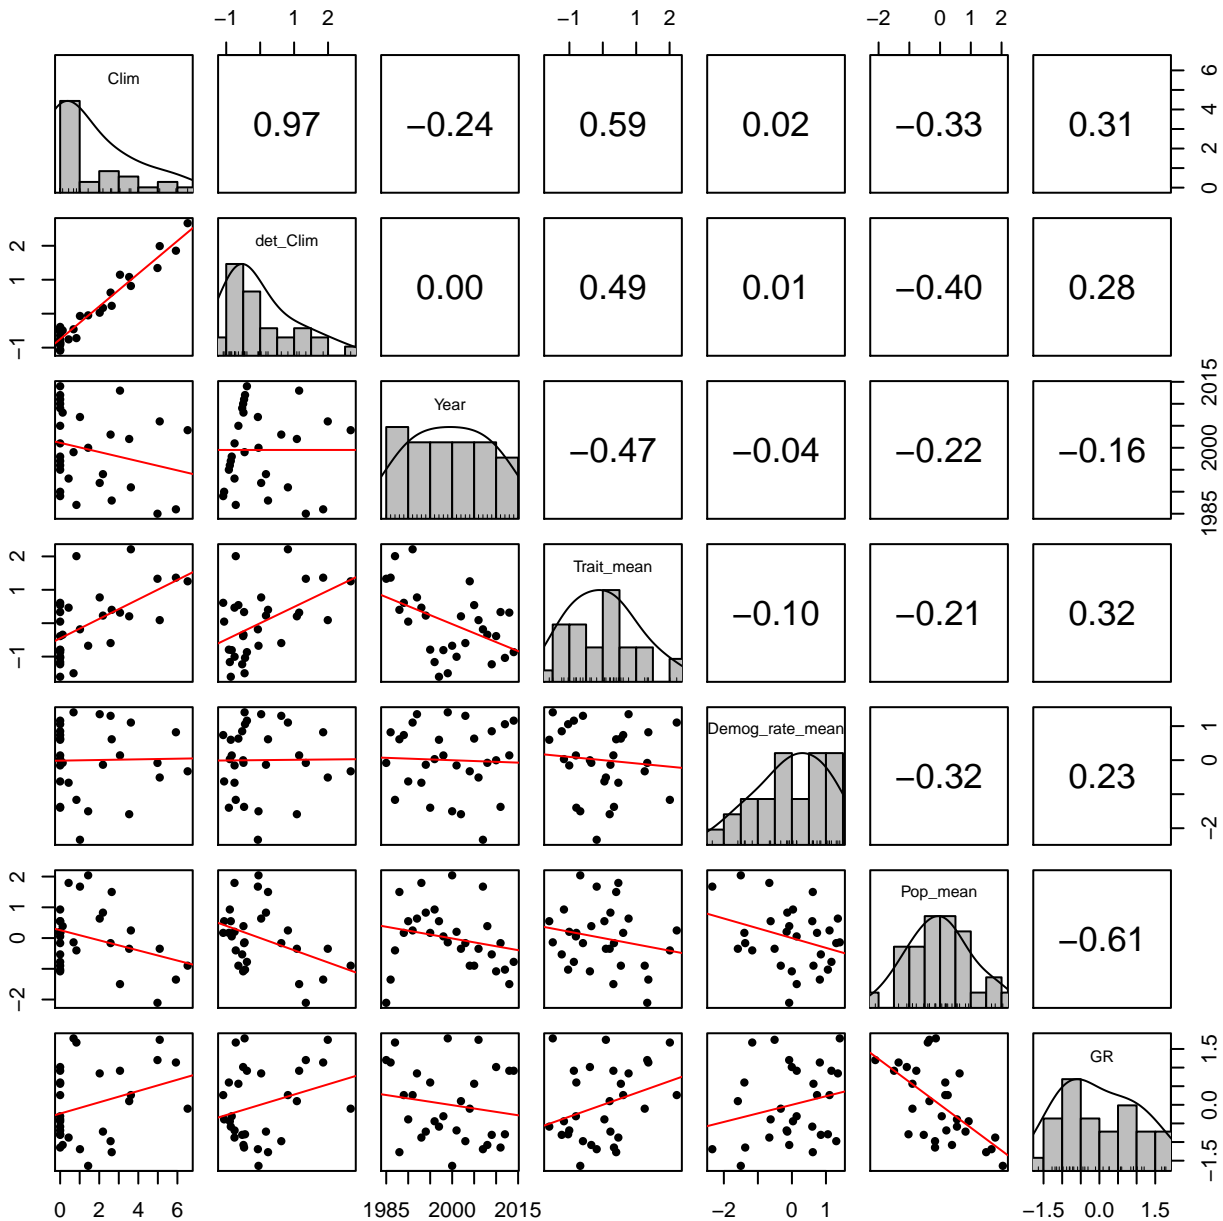 −1 1 2 −1 1 2 −2 0 2
Clim 0.97 −0.24 0.59 0.02 −0.33 0.31 0 2 4 6
−1 1 2 det_Clim 0.00 0.49 0.01 −0.40 0.28
Year −0.47 −0.04 −0.22 −0.16 1985 2000 2015
−1 1 2 Trait_mean −0.10 −0.21 0.32
Demog_rate_mean −0.32 0.23 −2 0 1
−2 0 1 2 Pop_mean −0.61
GR −1.5 0.0 1.5
0 2 4 6 1985 2000 2015 −2 0 −1.5 0.0 1.5